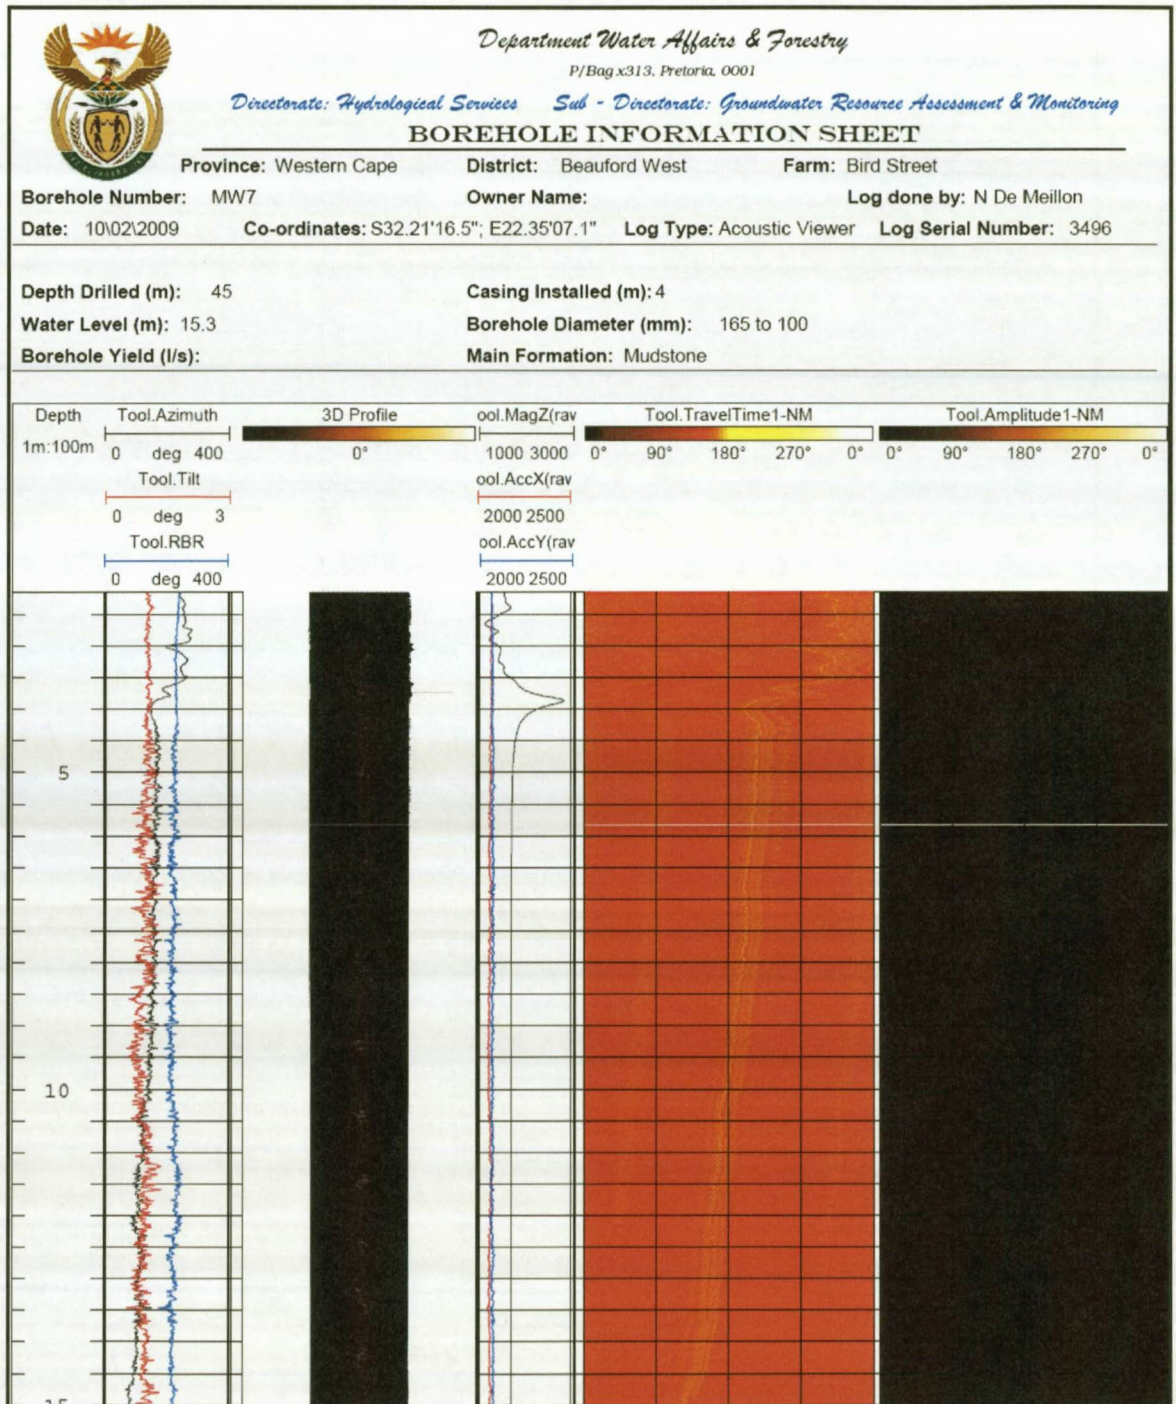 Department Water Affairs & Forestry
P/Bag x313, Pretoria, 0001
Directorate: Hydrological Services Sub - Directorate: Groundwater Resource Assessment & Monitoring
BOREHOLE INFORMATION SHEET
Province: Western Cape District: Beauford West Farm: Bird Street
Borehole Number: MW7 Owner Name: Log done by: N De Meillon
Date: 10\02\2009 Co-ordinates: S32.21'16.5"; E22.35'07.1" Log Type: Acoustic Viewer Log Serial Number: 3496
Depth Drilled (m): 45 Casing Installed (m): 4
Water Level (m): 15.3 Borehole Diameter (mm): 165 to 100
Borehole Yield (l/s): Main Formation: Mudstone
Depth Tool.Azimuth 3D Profile ool.MagZ(rav Tool.TravelTime1-NM Tool.Amplitude1-NM
1m:100m 0 deg 400 0° 1000 3000 0° 90° 180° 270° 0° 0° 90° 180° 270° 0°
Tool.Tilt ool.AccX(rav
0 deg 3 2000 2500
Tool.RBR ool.AccY(rav
0 deg 400 2000 2500
5
10
15